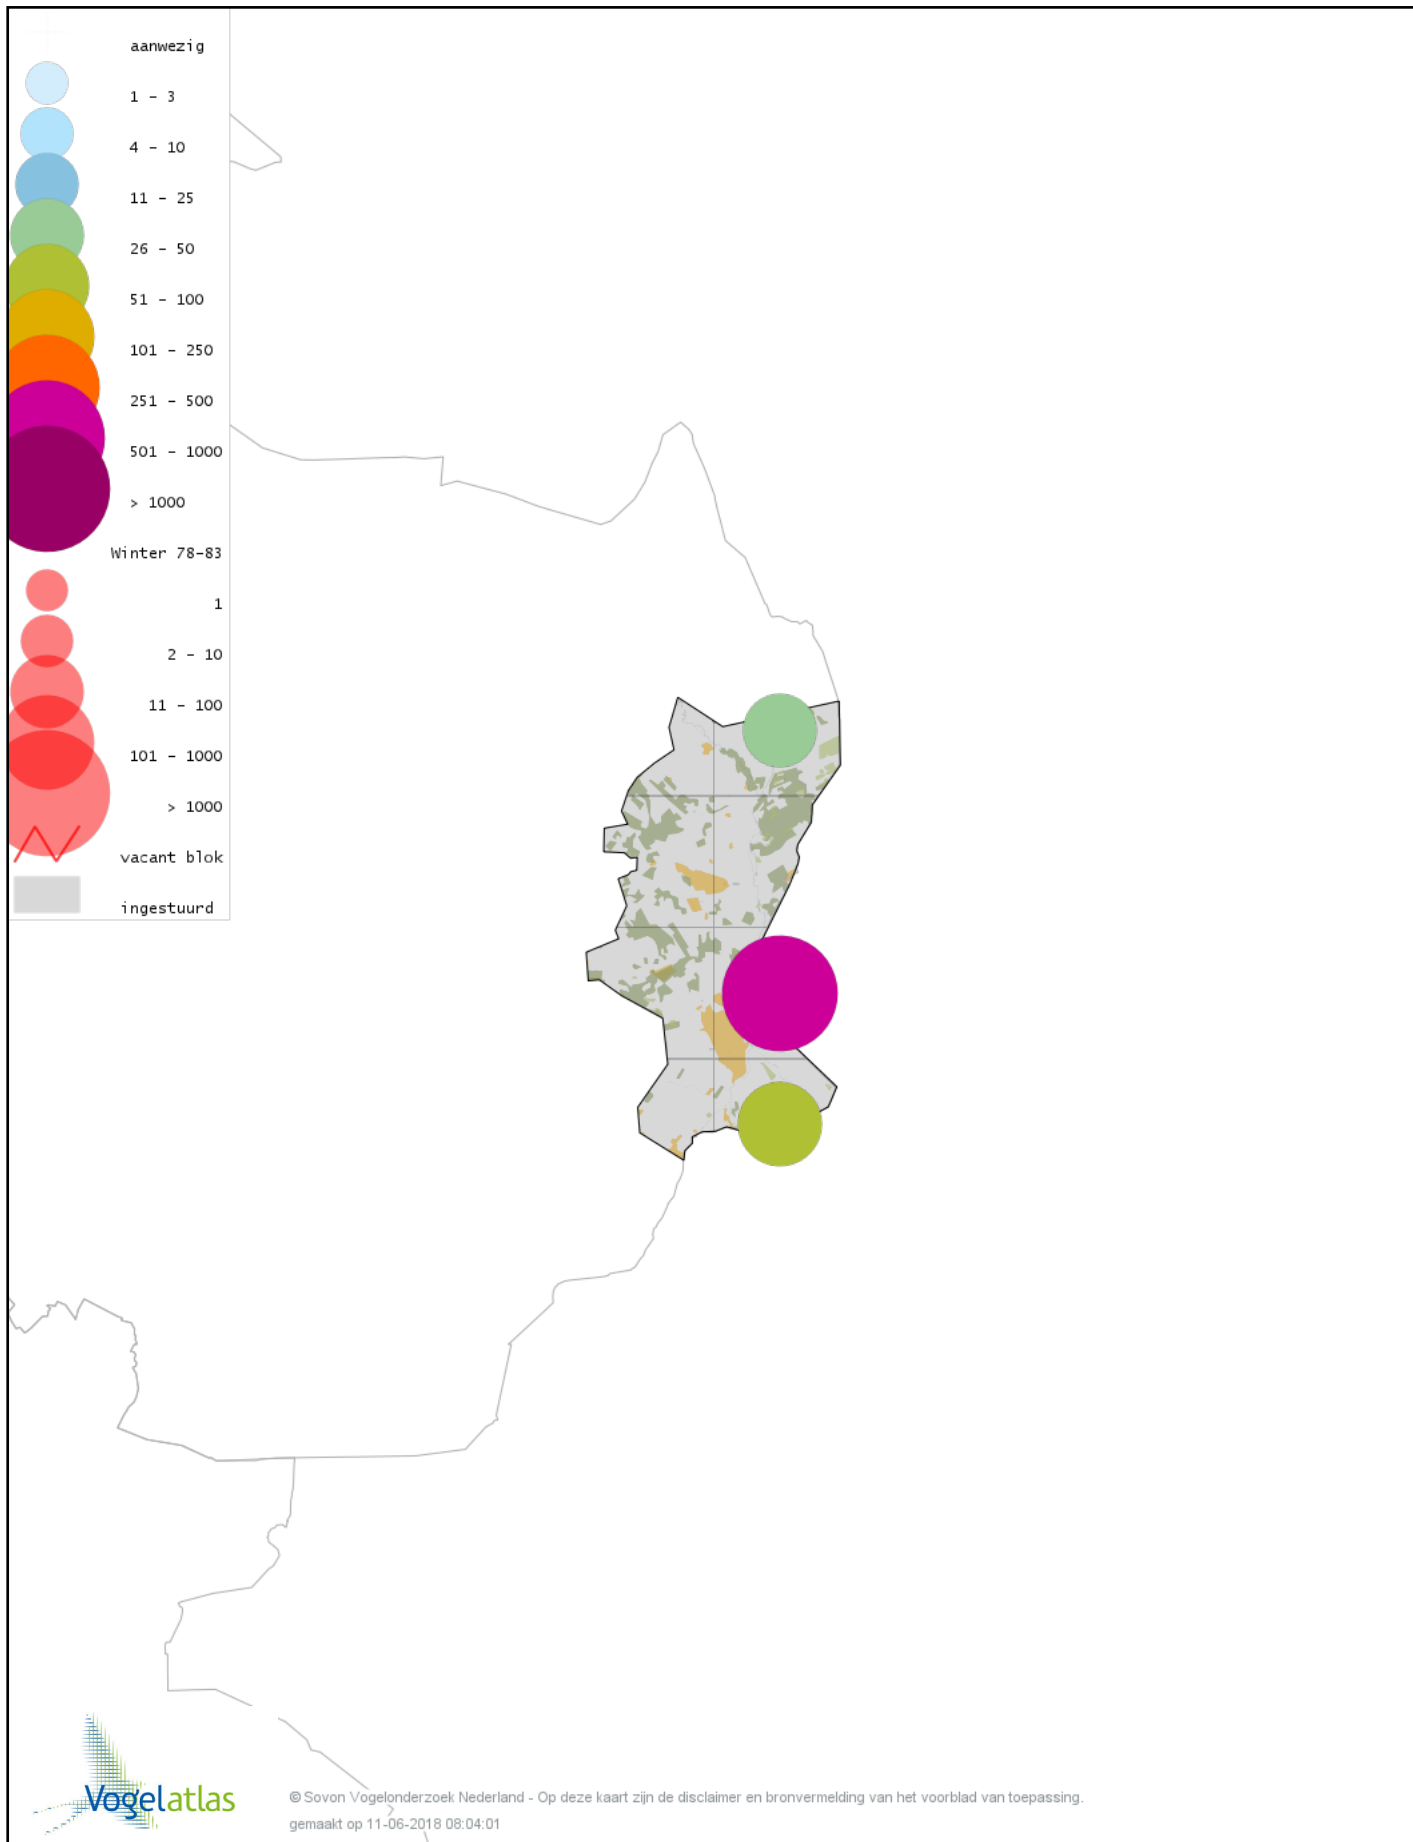 aanwezig
1 - 3
4 - 10
11 - 25
26 - 50
51 - 100
101 - 250
251 - 500
501 - 1000
> 1000
Winter 78-83
1
2 - 10
11 - 100
101 - 1000
> 1000
vacant blok
ingestuurd
Vogelatlas
© Sovon Vogelonderzoek Nederland - Op deze kaart zijn de disclaimer en bronvermelding van het voorblad van toepassing.
gemaakt op 11-06-2018 08:04:01